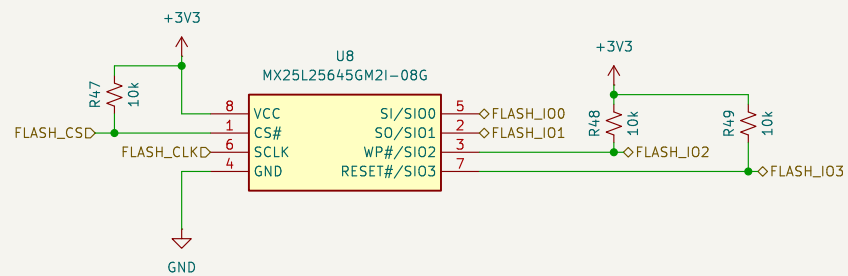 +3V3
+3V3
U8
MX25L25645GM2I-08G
R47
10k
R48
10k
R49
10k
8 VCC SI/SIO0 5 FLASH_IO0
FLASH_CS 1 CS# SO/SIO1 2 FLASH_IO1
FLASH_CLK 6 SCLK WP#/SIO2 3 FLASH_IO2
4 GND RESET#/SIO3 7 FLASH_IO3
GND